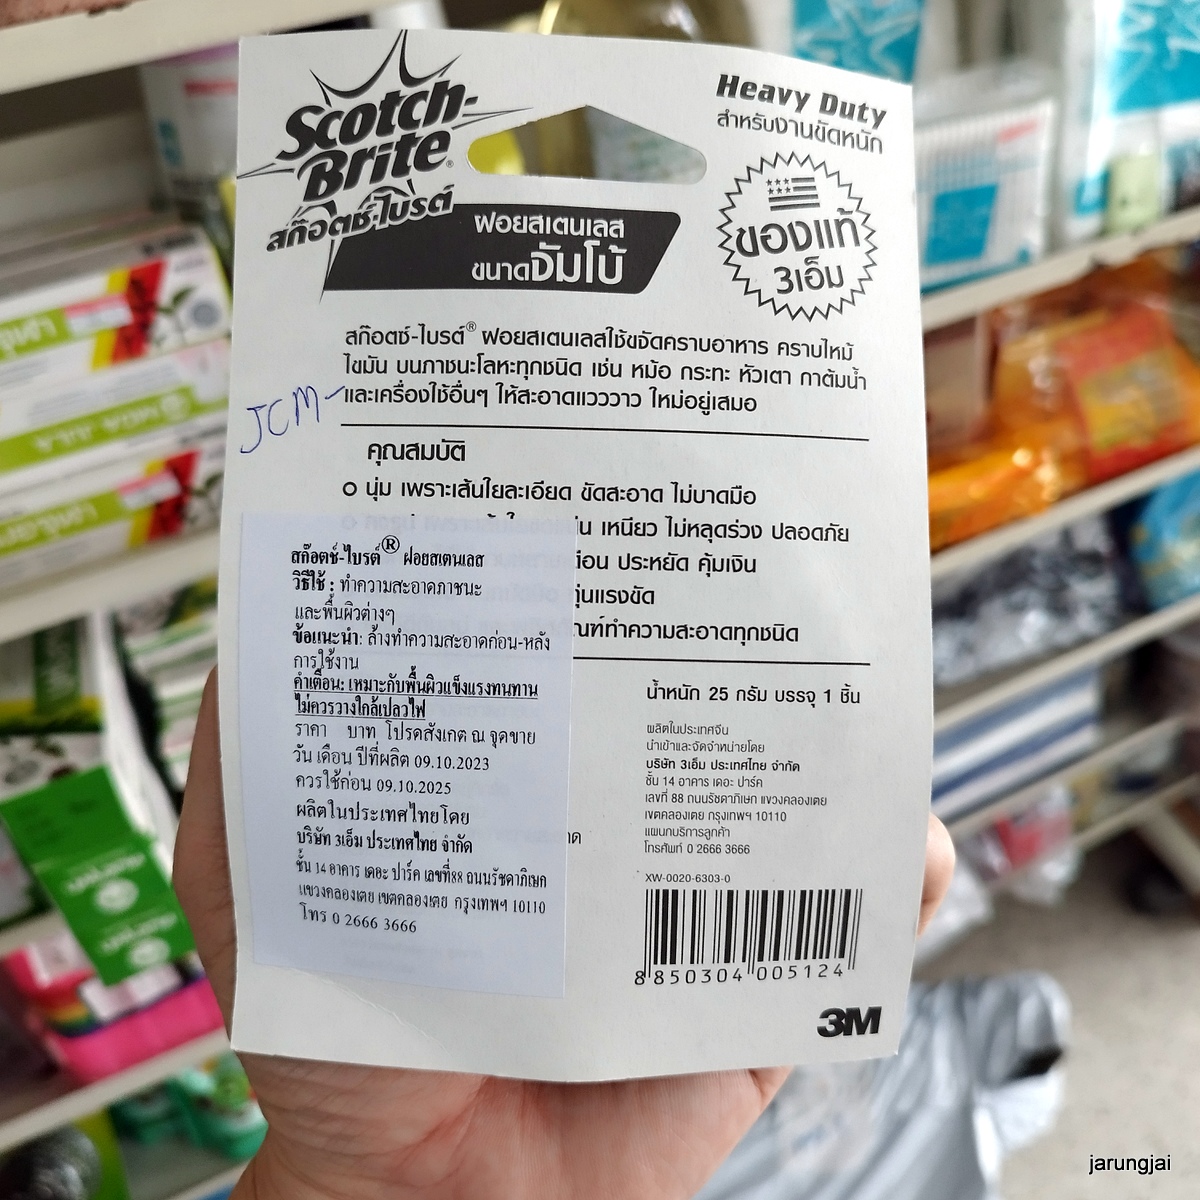 Scotch-
Brite®
สก๊อตช์-ไบรต์
Heavy Duty
สำหรับงานขัดหนัก
ฝอยสเตนเลส
ขนาดจัมโบ้
ของแท้
3เอ็ม
สก๊อตช์-ไบรต์® ฝอยสเตนเลสใช้ขจัดคราบอาหาร คราบไหม้
ไขมัน บนภาชนะโลหะทุกชนิด เช่น หม้อ กระทะ หัวเตา กาต้มน้ำ
และเครื่องใช้อื่นๆ ให้สะอาดแวววาว ใหม่อยู่เสมอ
JCM-
คุณสมบัติ
นุ่ม เพราะเส้นใยละเอียด ขัดสะอาด ไม่บาดมือ
เหนียว ไม่หลุดร่วง ปลอดภัย
ประหยัด คุ้มเงิน
ทำความสะอาดทุกชนิด
สก๊อตช์-ไบรต์® ฝอยสเตนเลส
วิธีใช้ : ทำความสะอาดภาชนะ
และพื้นผิวต่างๆ
ข้อแนะนำ: ล้างทำความสะอาดก่อน-หลัง
การใช้งาน
คำเตือน: เหมาะกับพื้นผิวแข็งแรงทนทาน
ไม่ควรวางใกล้เปลวไฟ
ราคา บาท โปรดสังเกต ณ จุดขาย
วัน เดือน ปีที่ผลิต 09.10.2023
ควรใช้ก่อน 09.10.2025
ผลิตในประเทศไทยโดย
บริษัท 3เอ็ม ประเทศไทย จำกัด
ชั้น 14 อาคาร เดอะ ปาร์ค เลขที่88 ถนนรัชดาภิเษก
แขวงคลองเตย เขตคลองเตย กรุงเทพฯ 10110
โทร 0 2666 3666
น้ำหนัก 25 กรัม บรรจุ 1 ชิ้น
ผลิตในประเทศจีน
นำเข้าและจัดจำหน่ายโดย
บริษัท 3เอ็ม ประเทศไทย จำกัด
ชั้น 14 อาคาร เดอะ ปาร์ค
เลขที่ 88 ถนนรัชดาภิเษก แขวงคลองเตย
เขตคลองเตย กรุงเทพฯ 10110
แผนกบริการลูกค้า
โทรศัพท์ 0 2666 3666
XW-0020-6303-0
8 850304 005124
3M
jarungjai